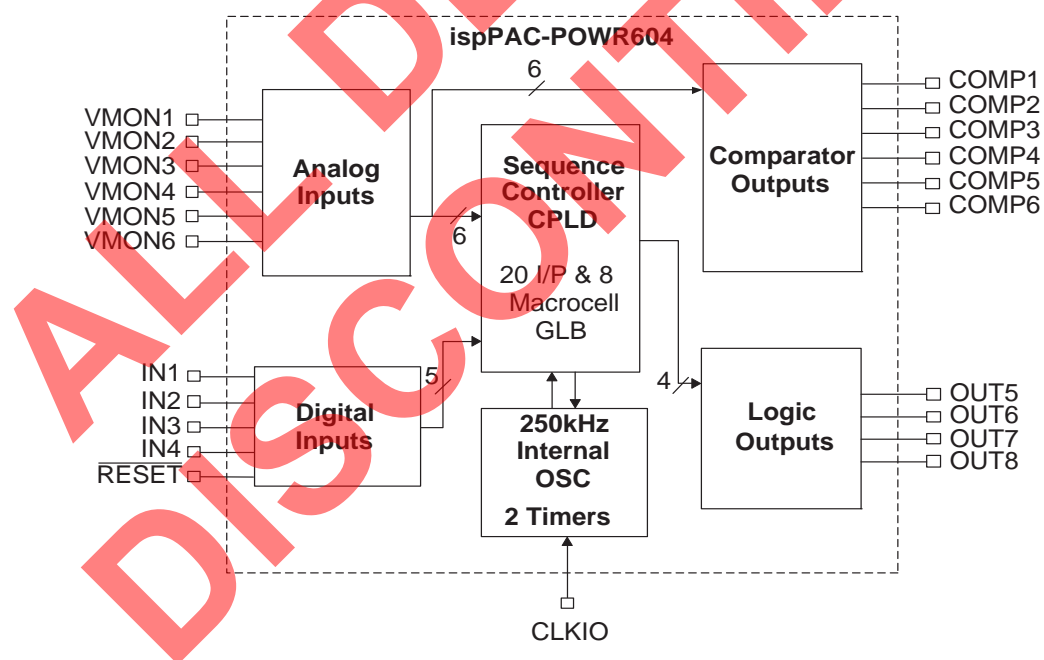 ispPAC-POWR604
6
VMON1
VMON2
VMON3
VMON4
VMON5
VMON6
Analog
Inputs
6
Sequence
Controller
CPLD
20 I/P & 8
Macrocell
GLB
Comparator
Outputs
COMP1
COMP2
COMP3
COMP4
COMP5
COMP6
IN1
IN2
IN3
IN4
RESET
Digital
Inputs
5
250kHz
Internal
OSC
2 Timers
4
Logic
Outputs
OUT5
OUT6
OUT7
OUT8
CLKIO
ALL